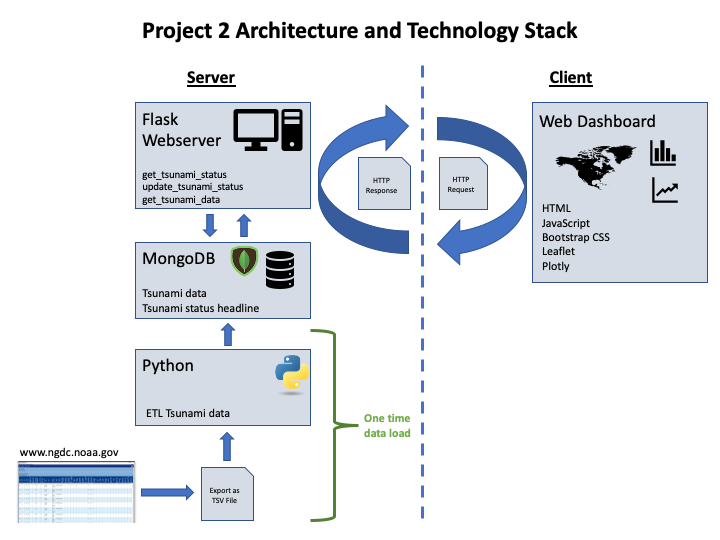 Project 2 Architecture and Technology Stack
Server
Client
Flask
Webserver
get_tsunami_status
update_tsunami_status
get_tsunami_data
HTTP
Response
HTTP
Request
Web Dashboard
HTML
JavaScript
Bootstrap CSS
Leaflet
Plotly
MongoDB
Tsunami data
Tsunami status headline
Python
ETL Tsunami data
One time
data load
www.ngdc.noaa.gov
Export as
TSV File